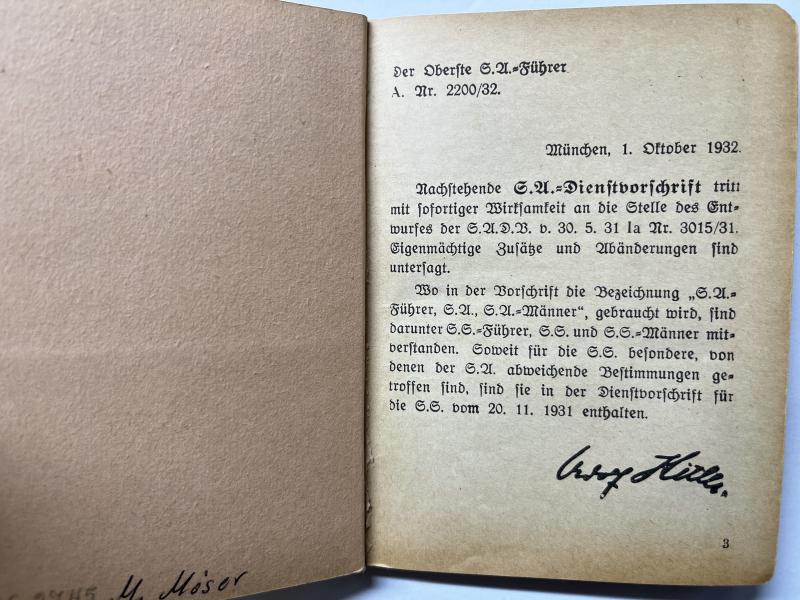 M. Möser
Der Oberste S.A.=Führer
A. Nr. 2200/32.
München, 1. Oktober 1932.
Nachstehende S.A.=Dienstvorschrift tritt
mit sofortiger Wirksamkeit an die Stelle des Ent=
wurfes der S.A.D.V. v. 30. 5. 31 Ia Nr. 3015/31.
Eigenmächtige Zusätze und Abänderungen sind
untersagt.
Wo in der Vorschrift die Bezeichnung „S.A.=
Führer, S.A., S.A.=Männer“, gebraucht wird, sind
darunter S.S.=Führer, S.S. und S.S.=Männer mit=
verstanden. Soweit für die S.S. besondere, von
denen der S.A. abweichende Bestimmungen ge=
troffen sind, sind sie in der Dienstvorschrift für
die S.S. vom 20. 11. 1931 enthalten.
Adolf Hitler.
3